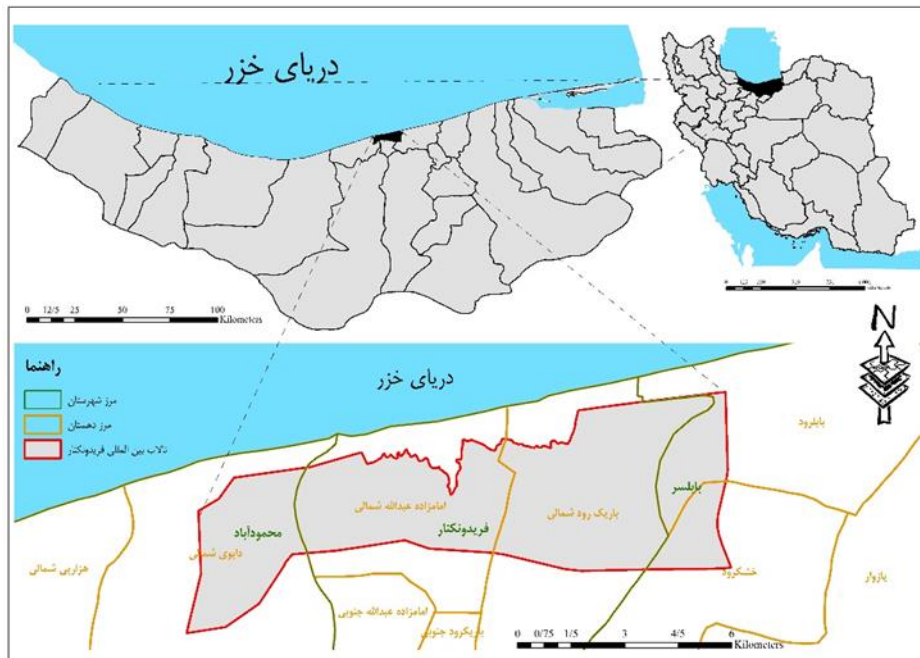 دریای خزر
0 12/5 25 50 75 100
Kilometers
N
راهنما
مرز شهرستان
مرز دهستان
تالاب بین المللی فریدونکنار
دریای خزر
بابلرود
بابلسر
امامزاده عبدالله شمالی
باریک رود شمالی
محمودآباد
فریدونکنار
دابوی شمالی
هرازپی شمالی
خشکرود
پازوار
امامزاده عبدالله جنوبی
باریکرود جنوبی
0 0/75 1/5 3 4/5 6
Kilometers